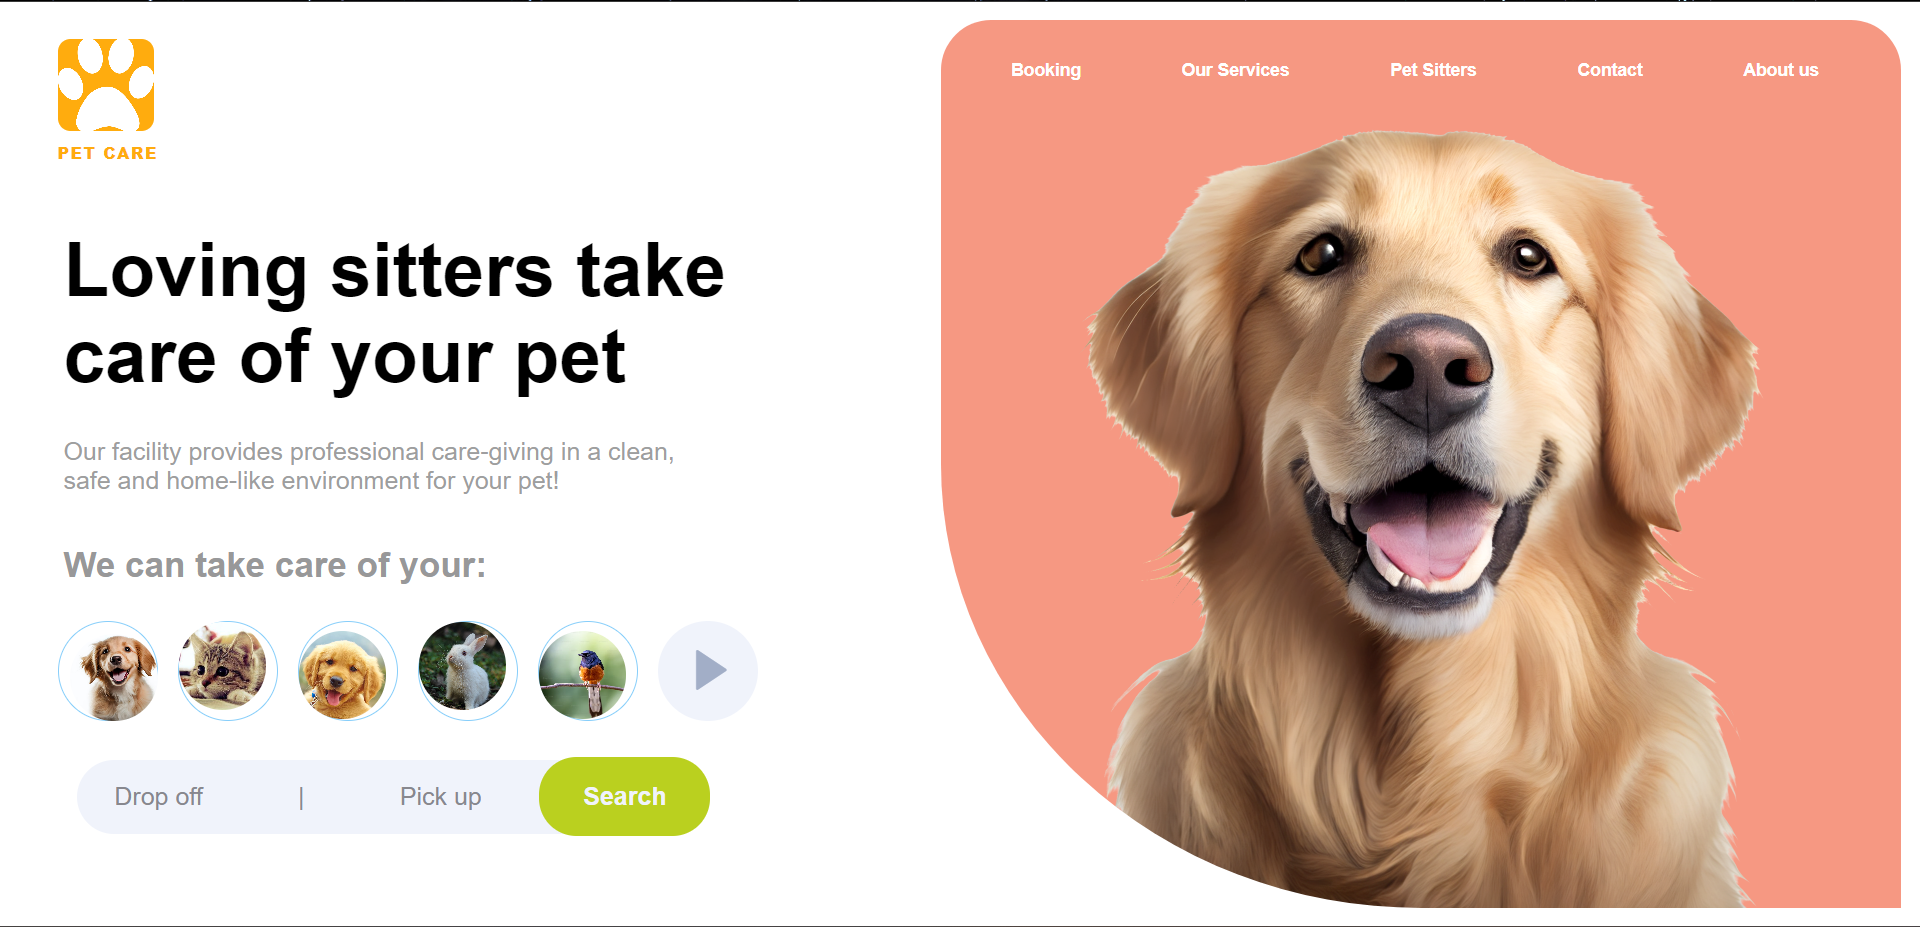 PET CARE
Booking
Our Services
Pet Sitters
Contact
About us
Loving sitters take
care of your pet
Our facility provides professional care-giving in a clean,
safe and home-like environment for your pet!
We can take care of your:
Drop off | Pick up
Search